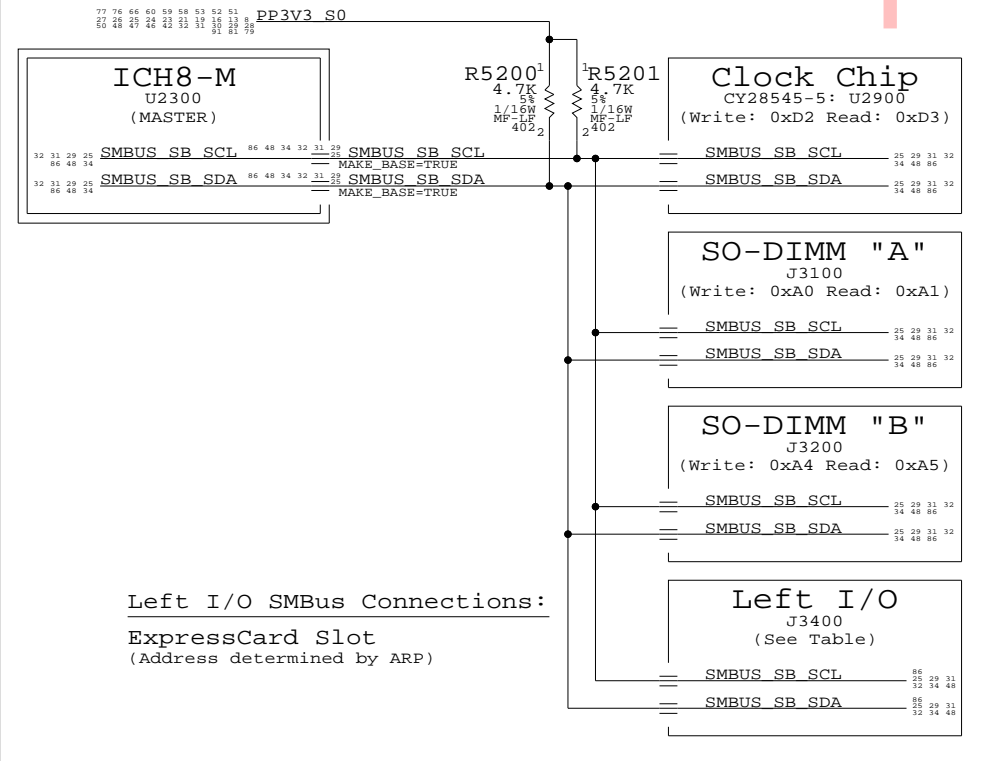 77 76 66 60 59 58 53 52 51
27 26 25 24 23 21 19 16 13 8 PP3V3_S0
50 48 47 46 42 32 31 30 29 28
91 81 79
ICH8-M
U2300
(MASTER)
32 31 29 25 SMBUS_SB_SCL 86 48 34 32 31 29
86 48 34
25 SMBUS_SB_SCL
MAKE_BASE=TRUE
32 31 29 25 SMBUS_SB_SDA 86 48 34 32 31 29
86 48 34
25 SMBUS_SB_SDA
MAKE_BASE=TRUE
R5200 1
4.7K
5%
1/16W
MF-LF
402 2
1 R5201
4.7K
5%
1/16W
MF-LF
2 402
Clock Chip
CY28545-5: U2900
(Write: 0xD2 Read: 0xD3)
SMBUS_SB_SCL 25 29 31 32
34 48 86
SMBUS_SB_SDA 25 29 31 32
34 48 86
SO-DIMM "A"
J3100
(Write: 0xA0 Read: 0xA1)
SMBUS_SB_SCL 25 29 31 32
34 48 86
SMBUS_SB_SDA 25 29 31 32
34 48 86
SO-DIMM "B"
J3200
(Write: 0xA4 Read: 0xA5)
SMBUS_SB_SCL 25 29 31 32
34 48 86
SMBUS_SB_SDA 25 29 31 32
34 48 86
Left I/O
J3400
(See Table)
SMBUS_SB_SCL 86
25 29 31
32 34 48
SMBUS_SB_SDA 86
25 29 31
32 34 48
Left I/O SMBus Connections:
ExpressCard Slot
(Address determined by ARP)